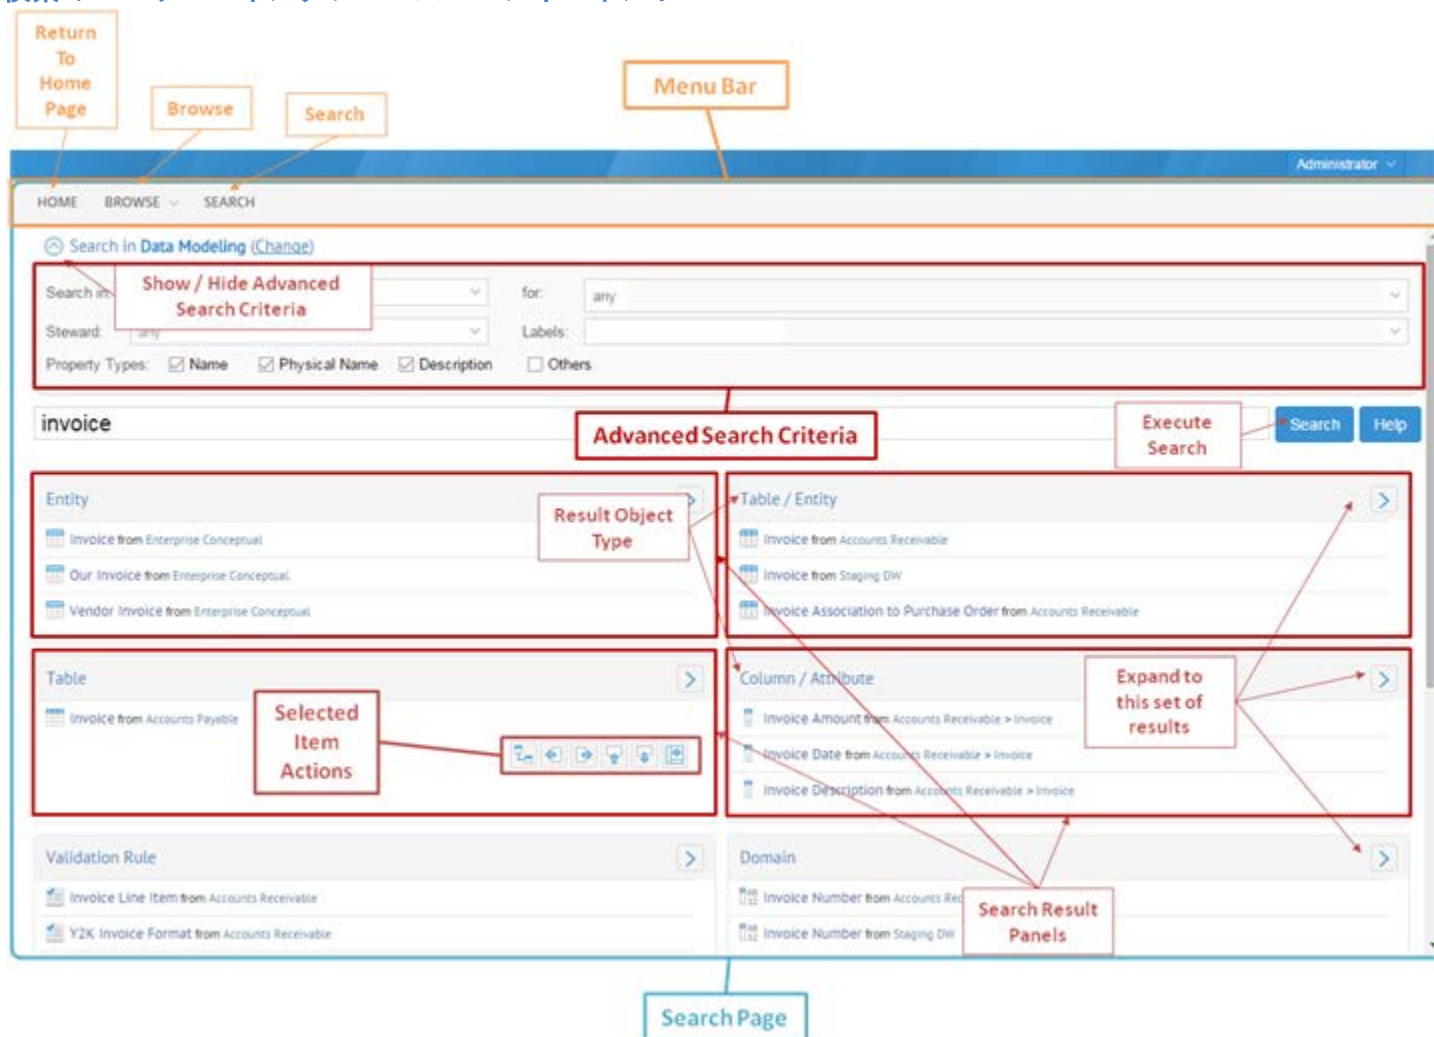 Return
To
Home
Page
Browse
Search
Menu Bar
Administrator
HOME BROWSE SEARCH
Search in Data Modeling (Change)
Show / Hide Advanced
Search Criteria
Search in: for: any
Steward: any Labels:
Property Types: Name Physical Name Description Others
invoice
Advanced Search Criteria
Execute
Search
Search Help
Entity
Invoice from Enterprise Conceptual
Our Invoice from Enterprise Conceptual
Vendor Invoice from Enterprise Conceptual
Result Object
Type
Table / Entity
Invoice from Accounts Receivable
Invoice from Staging DW
Invoice Association to Purchase Order from Accounts Receivable
Table
Invoice from Accounts Payable
Selected
Item
Actions
Column / Attribute
Invoice Amount from Accounts Receivable > Invoice
Invoice Date from Accounts Receivable > Invoice
Invoice Description from Accounts Receivable > Invoice
Expand to
this set of
results
Validation Rule
Invoice Line Item from Accounts Receivable
Y2K Invoice Format from Accounts Receivable
Domain
Invoice Number from Accounts
Invoice Number from Staging DW
Search Result
Panels
Search Page